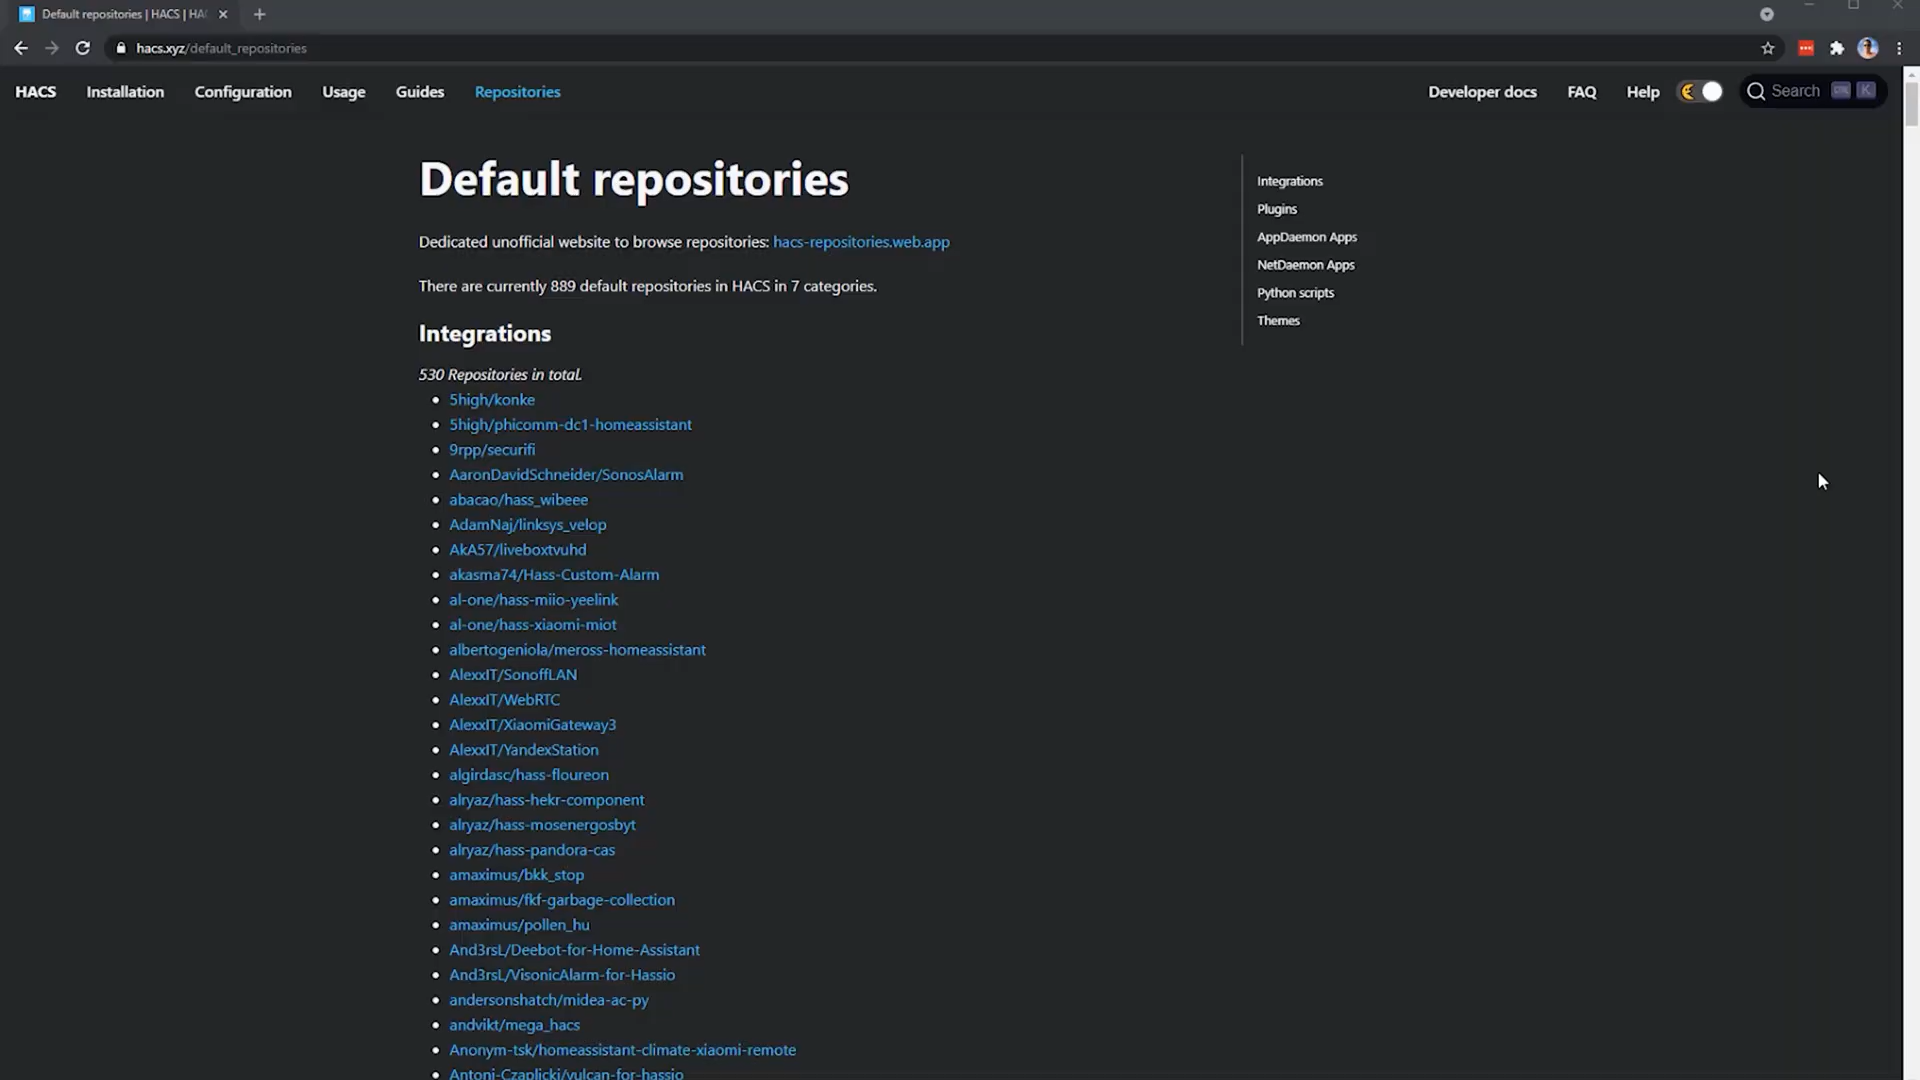 Default repositories | HACS | HA
hacs.xyz/default_repositories
HACS Installation Configuration Usage Guides Repositories Developer docs FAQ Help Search K
Default repositories
Dedicated unofficial website to browse repositories: hacs-repositories.web.app
There are currently 889 default repositories in HACS in 7 categories.
Integrations
530 Repositories in total.
5high/konke
5high/phicomm-dc1-homeassistant
9rpp/securifi
AaronDavidSchneider/SonosAlarm
abacao/hass_wibeee
AdamNaj/linksys_velop
AkA57/liveboxtvuhd
akasma74/Hass-Custom-Alarm
al-one/hass-miio-yeelink
al-one/hass-xiaomi-miot
albertogeniola/meross-homeassistant
AlexxIT/SonoffLAN
AlexxIT/WebRTC
AlexxIT/XiaomiGateway3
AlexxIT/YandexStation
algirdasc/hass-floureon
alryaz/hass-hekr-component
alryaz/hass-mosenergosbyt
alryaz/hass-pandora-cas
amaximus/bkk_stop
amaximus/fkf-garbage-collection
amaximus/pollen_hu
And3rsL/Deebot-for-Home-Assistant
And3rsL/VisonicAlarm-for-Hassio
andersonshatch/midea-ac-py
andvikt/mega_hacs
Anonym-tsk/homeassistant-climate-xiaomi-remote
Antoni-Czaplicki/vulcan-for-hassio
Integrations
Plugins
AppDaemon Apps
NetDaemon Apps
Python scripts
Themes